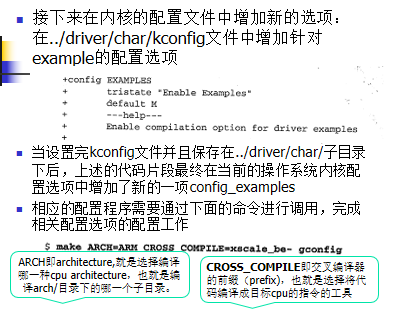 接下来在内核的配置文件中增加新的选项：
在../driver/char/kconfig文件中增加针对
example的配置选项
+config EXAMPLES
+ tristate "Enable Examples"
+ default M
+ ---help---
+ Enable compilation option for driver examples
+
当设置完kconfig文件并且保存在../driver/char/子目录
下后，上述的代码片段最终在当前的操作系统内核配
置选项中增加了新的一项config_examples
相应的配置程序需要通过下面的命令进行调用，完成
相关配置选项的配置工作
$ make ARCH=ARM CROSS_COMPILE=xscale_be- gconfig
ARCH即architecture,就是选择编译
哪一种cpu architecture，也就是编
译arch/目录下的哪一个子目录。
CROSS_COMPILE即交叉编译器
的前缀（prefix)，也就是选择将代
码编译成目标cpu的指令的工具